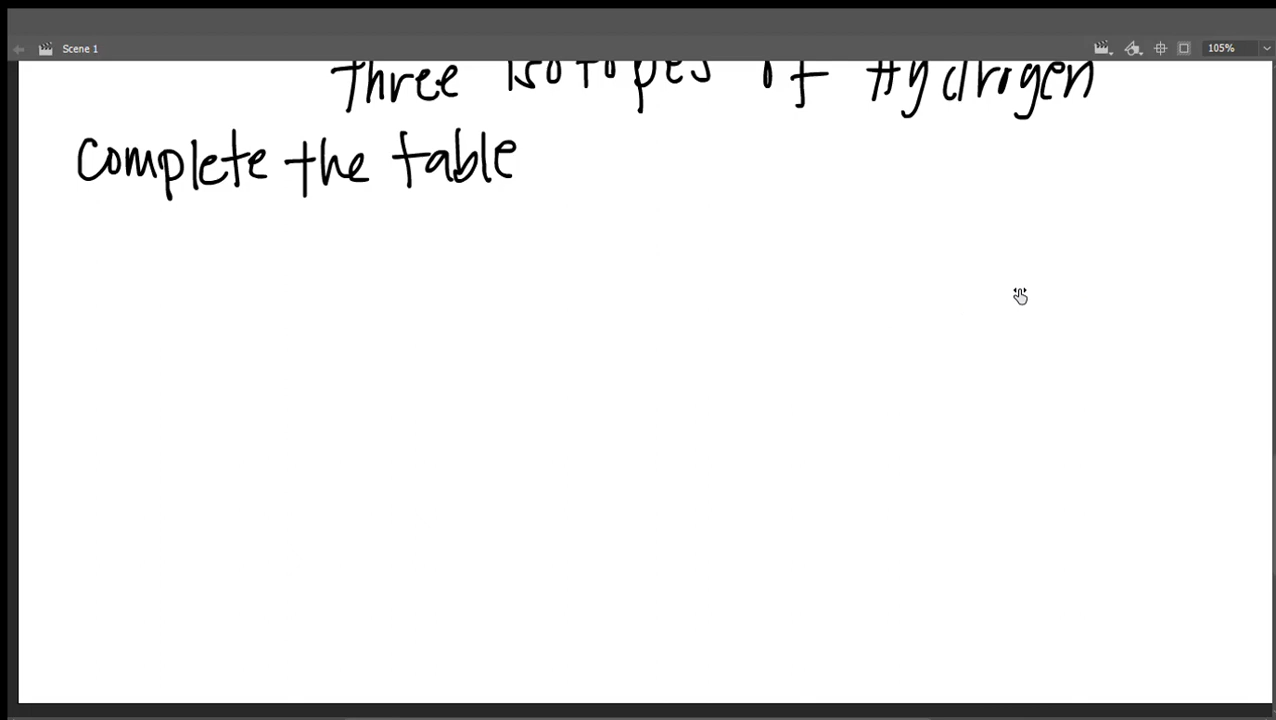 Scene 1
105%
three isotopes of Hydrogen
complete the table